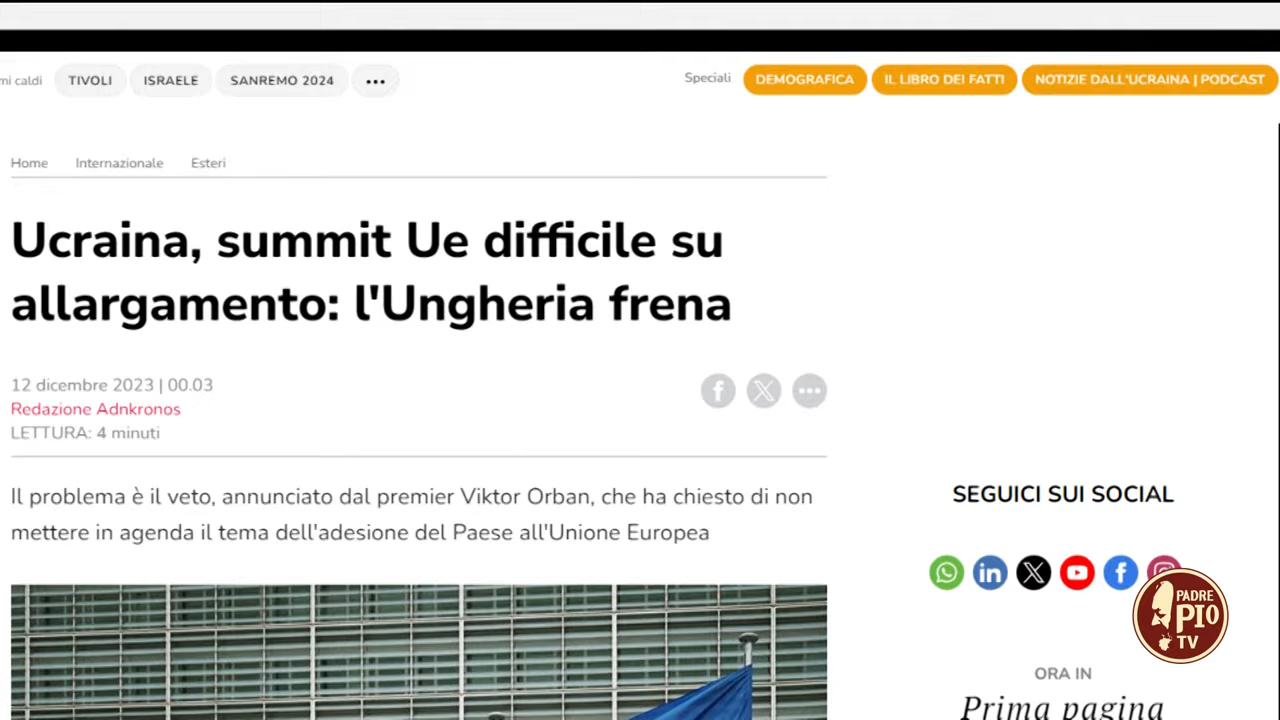 mi caldi
TIVOLI
ISRAELE
SANREMO 2024
Speciali
DEMOGRAFICA
IL LIBRO DEI FATTI
NOTIZIE DALL'UCRAINA | PODCAST
Home
Internazionale
Esteri
Ucraina, summit Ue difficile su
allargamento: l'Ungheria frena
12 dicembre 2023 | 00.03
Redazione Adnkronos
LETTURA: 4 minuti
Il problema è il veto, annunciato dal premier Viktor Orban, che ha chiesto di non
mettere in agenda il tema dell'adesione del Paese all'Unione Europea
SEGUICI SUI SOCIAL
PADRE
PIO
TV
ORA IN
Prima pagina